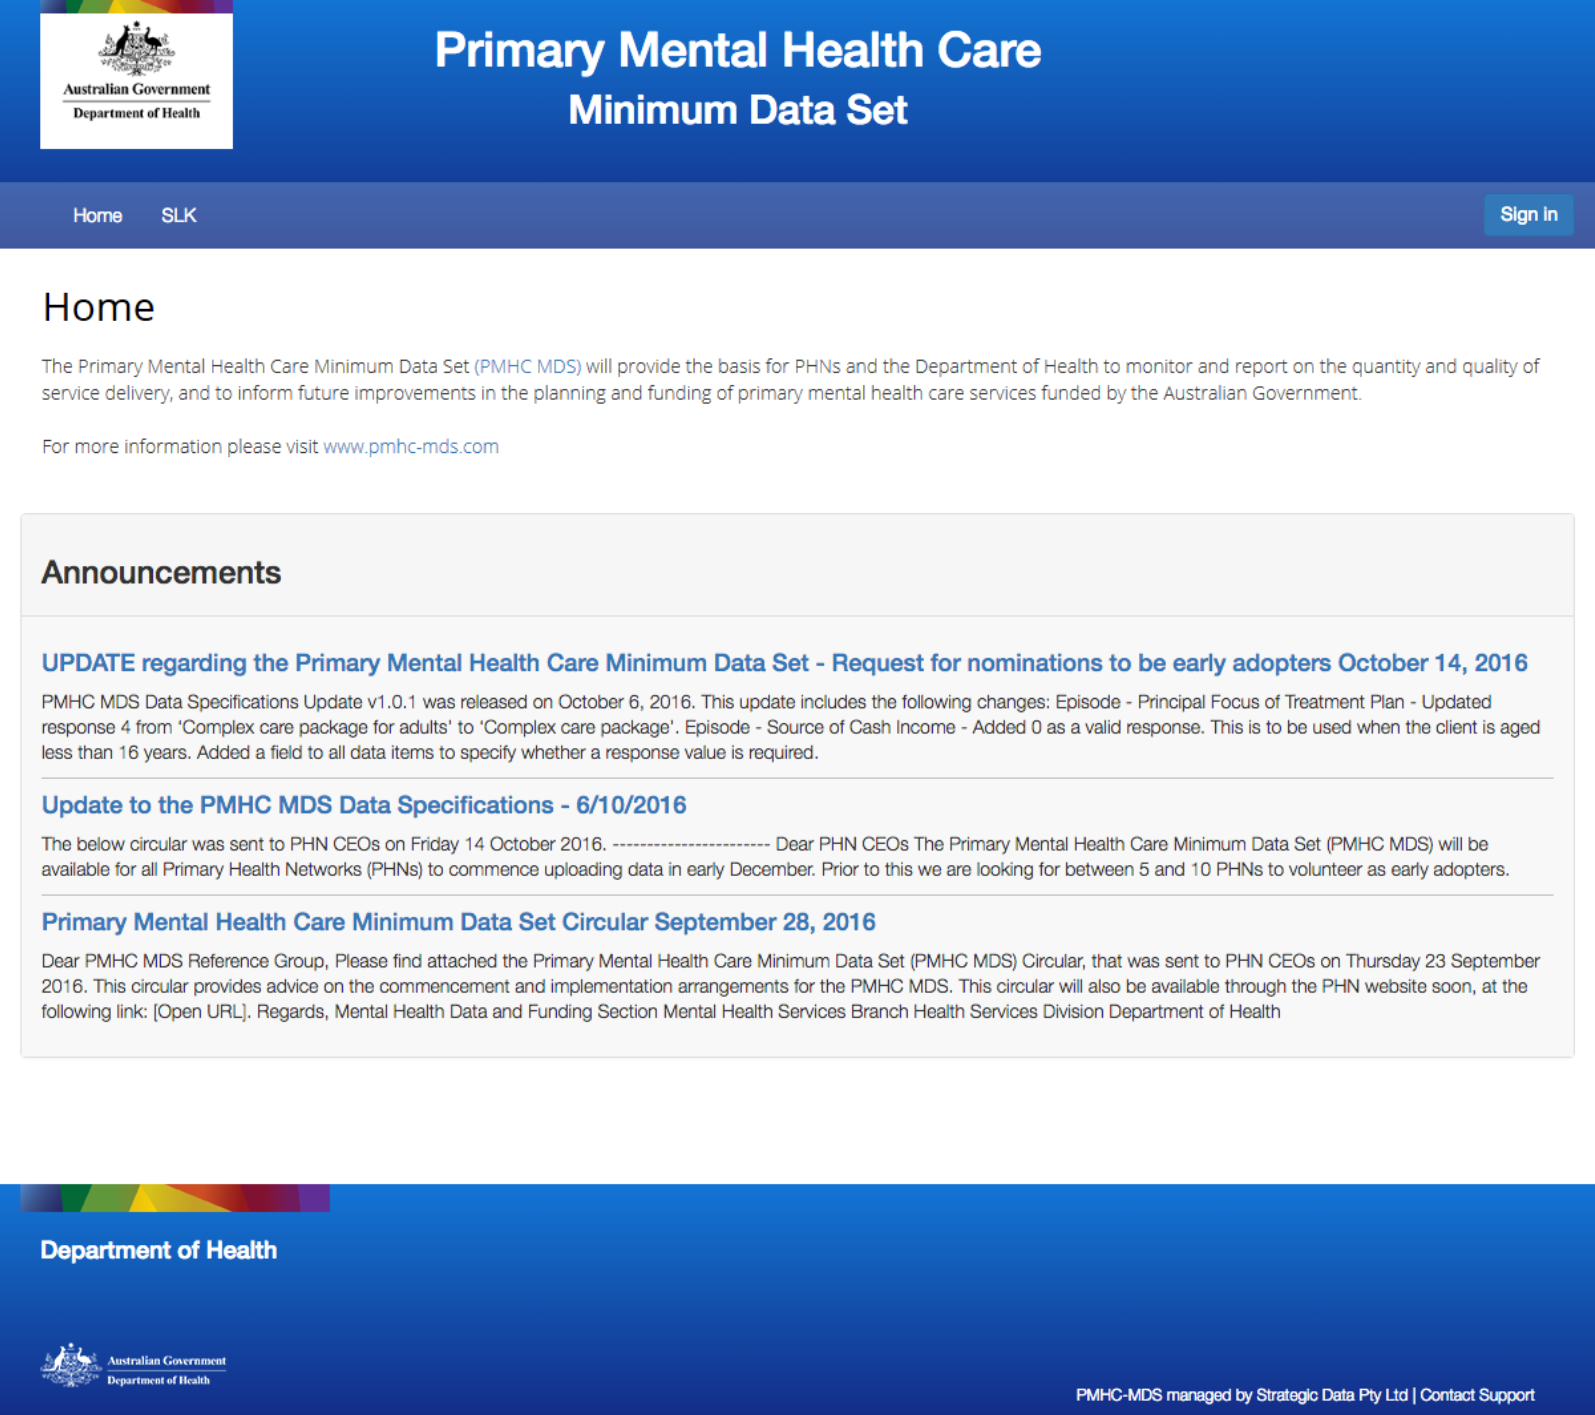 Australian Government
Department of Health
Primary Mental Health Care
Minimum Data Set
Home SLK Sign in
Home
The Primary Mental Health Care Minimum Data Set (PMHC MDS) will provide the basis for PHNs and the Department of Health to monitor and report on the quantity and quality of
service delivery, and to inform future improvements in the planning and funding of primary mental health care services funded by the Australian Government.
For more information please visit www.pmhc-mds.com
Announcements
UPDATE regarding the Primary Mental Health Care Minimum Data Set - Request for nominations to be early adopters October 14, 2016
PMHC MDS Data Specifications Update v1.0.1 was released on October 6, 2016. This update includes the following changes: Episode - Principal Focus of Treatment Plan - Updated
response 4 from 'Complex care package for adults' to 'Complex care package'. Episode - Source of Cash Income - Added 0 as a valid response. This is to be used when the client is aged
less than 16 years. Added a field to all data items to specify whether a response value is required.
Update to the PMHC MDS Data Specifications - 6/10/2016
The below circular was sent to PHN CEOs on Friday 14 October 2016. ----------------------- Dear PHN CEOs The Primary Mental Health Care Minimum Data Set (PMHC MDS) will be
available for all Primary Health Networks (PHNs) to commence uploading data in early December. Prior to this we are looking for between 5 and 10 PHNs to volunteer as early adopters.
Primary Mental Health Care Minimum Data Set Circular September 28, 2016
Dear PMHC MDS Reference Group, Please find attached the Primary Mental Health Care Minimum Data Set (PMHC MDS) Circular, that was sent to PHN CEOs on Thursday 23 September
2016. This circular provides advice on the commencement and implementation arrangements for the PMHC MDS. This circular will also be available through the PHN website soon, at the
following link: [Open URL]. Regards, Mental Health Data and Funding Section Mental Health Services Branch Health Services Division Department of Health
Department of Health
Australian Government
Department of Health
PMHC-MDS managed by Strategic Data Pty Ltd | Contact Support